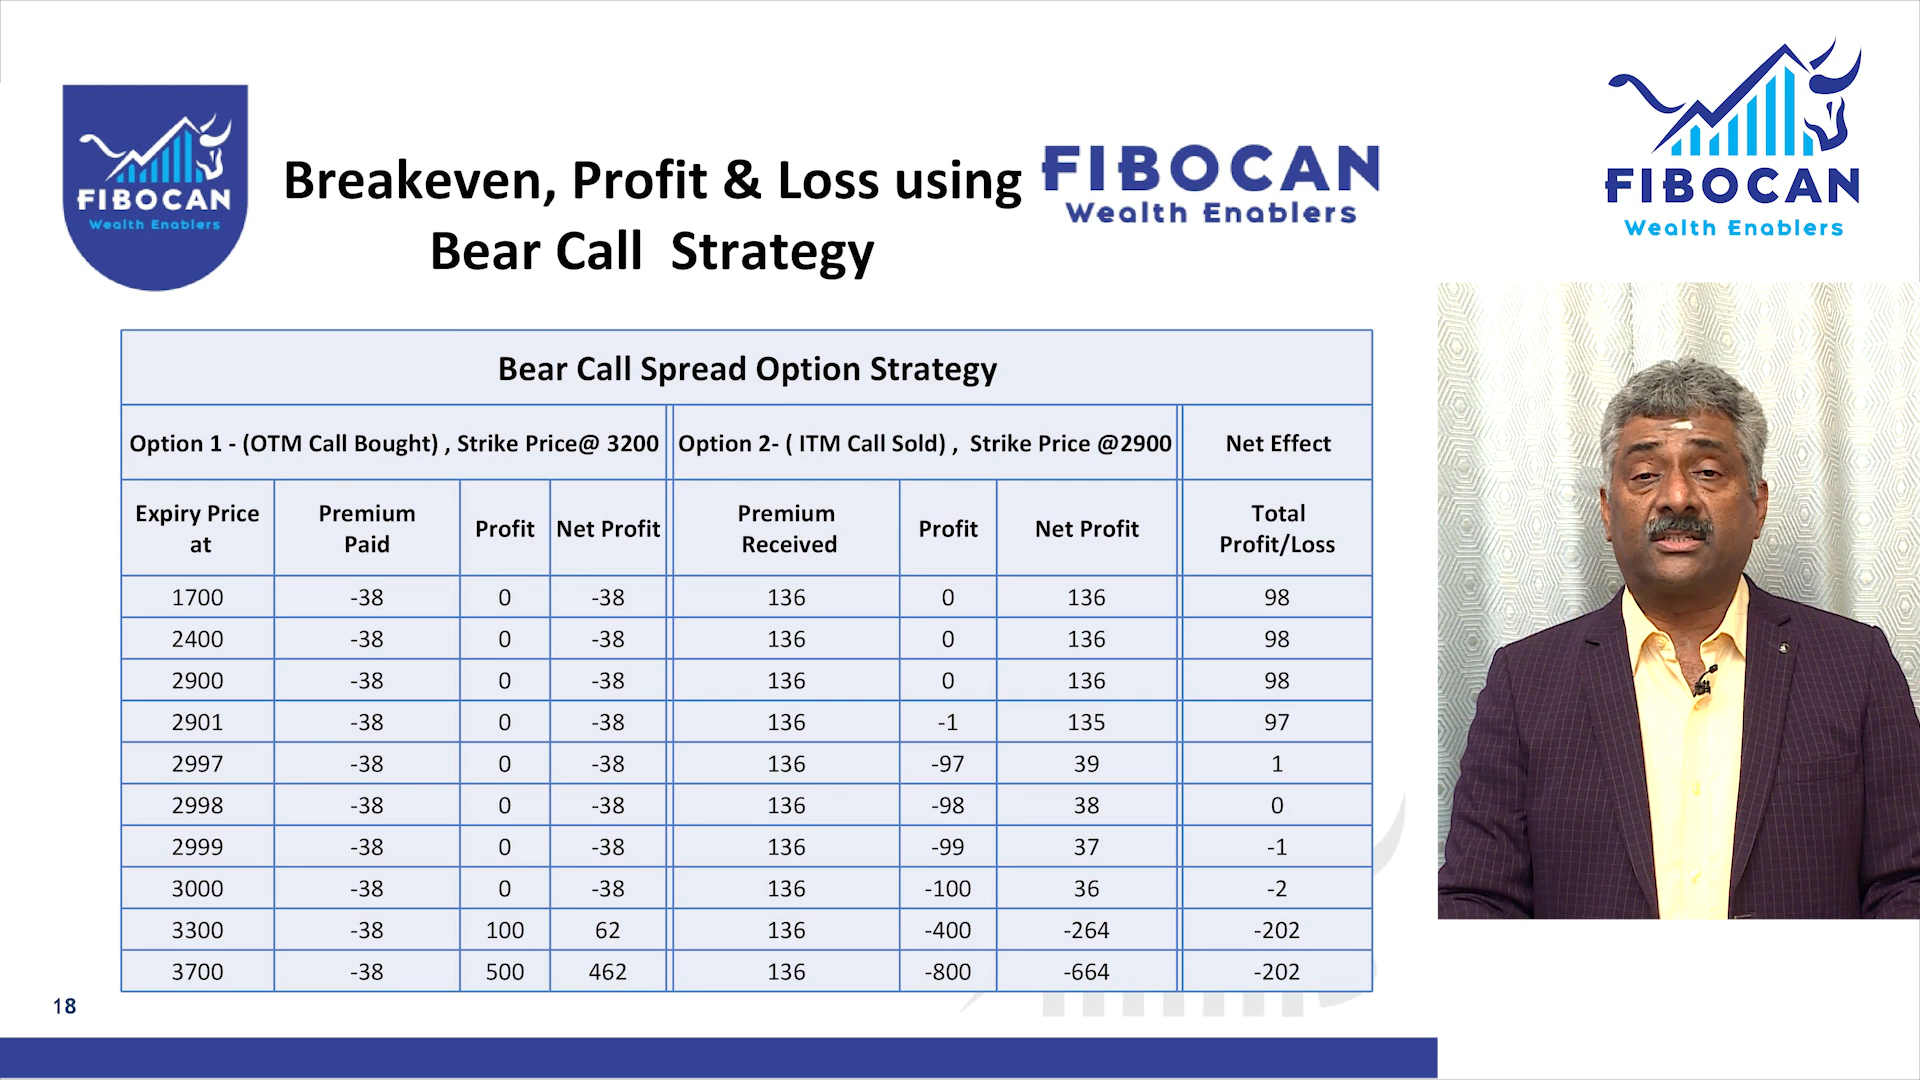 FIBOCAN
Wealth Enablers
Breakeven, Profit & Loss using
Bear Call Strategy
FIBOCAN
Wealth Enablers
FIBOCAN
Wealth Enablers
Bear Call Spread Option Strategy
Option 1 - (OTM Call Bought) , Strike Price@ 3200 Option 2- ( ITM Call Sold) , Strike Price @2900 Net Effect
Expiry Price at Premium Paid Profit Net Profit Premium Received Profit Net Profit Total Profit/Loss
1700 -38 0 -38 136 0 136 98
2400 -38 0 -38 136 0 136 98
2900 -38 0 -38 136 0 136 98
2901 -38 0 -38 136 -1 135 97
2997 -38 0 -38 136 -97 39 1
2998 -38 0 -38 136 -98 38 0
2999 -38 0 -38 136 -99 37 -1
3000 -38 0 -38 136 -100 36 -2
3300 -38 100 62 136 -400 -264 -202
3700 -38 500 462 136 -800 -664 -202
18